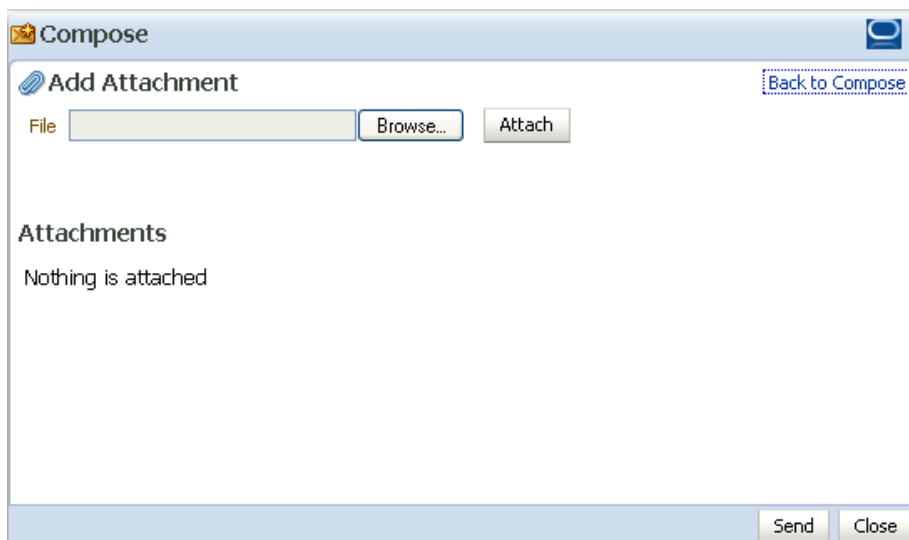 Compose
Add Attachment
Back to Compose
File
Browse...
Attach
Attachments
Nothing is attached
Send
Close